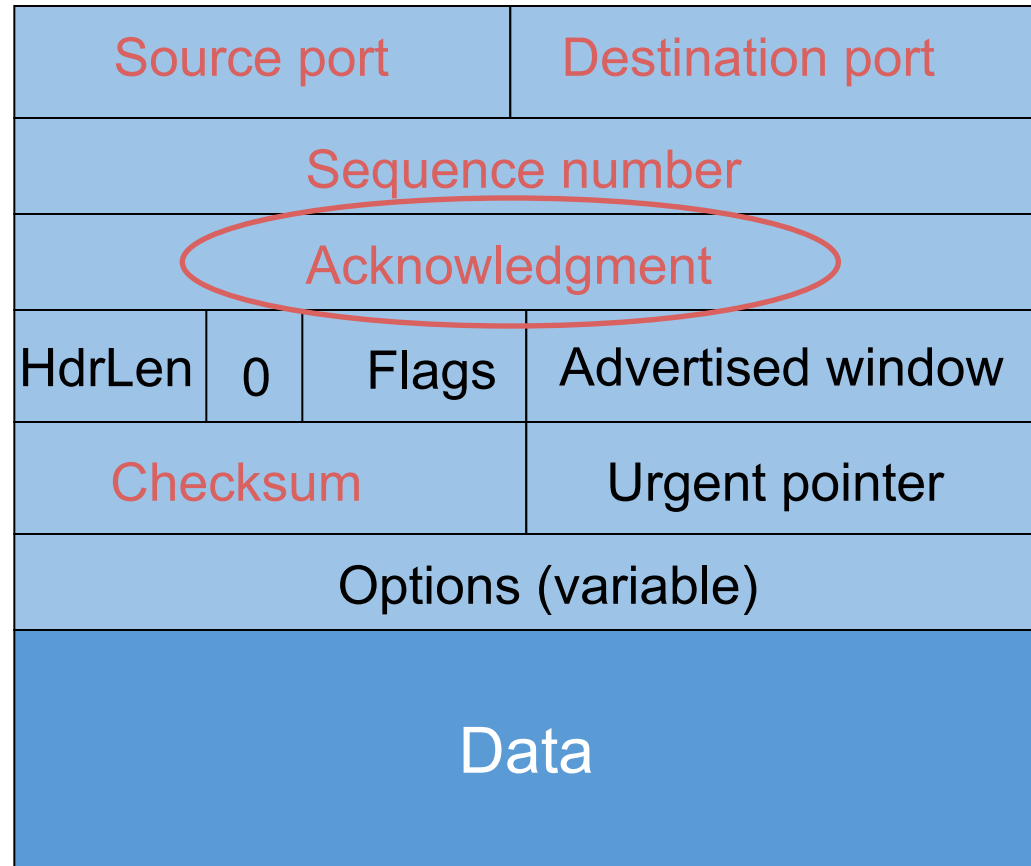 Source port Destination port
Sequence number
Acknowledgment
HdrLen 0 Flags Advertised window
Checksum Urgent pointer
Options (variable)
Data